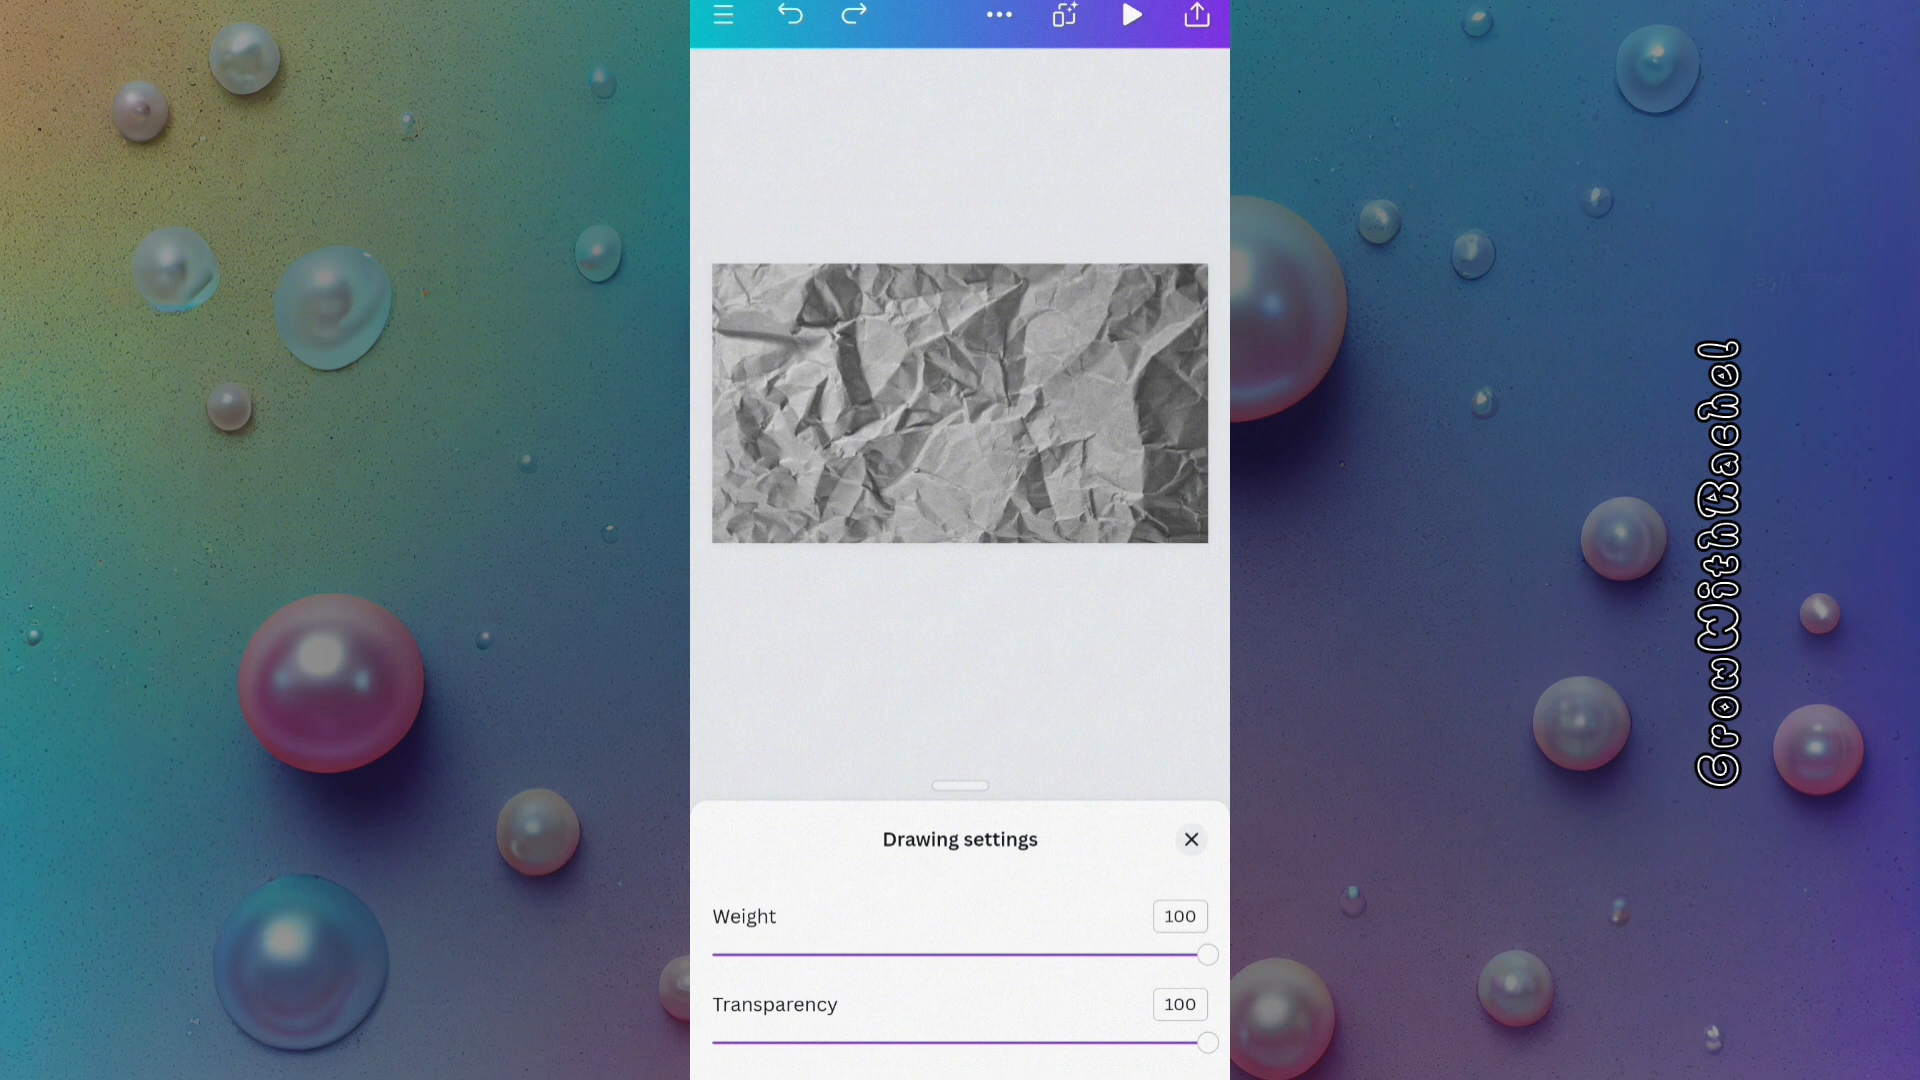 Drawing settings
Weight
100
Transparency
100
GrowWithRachel